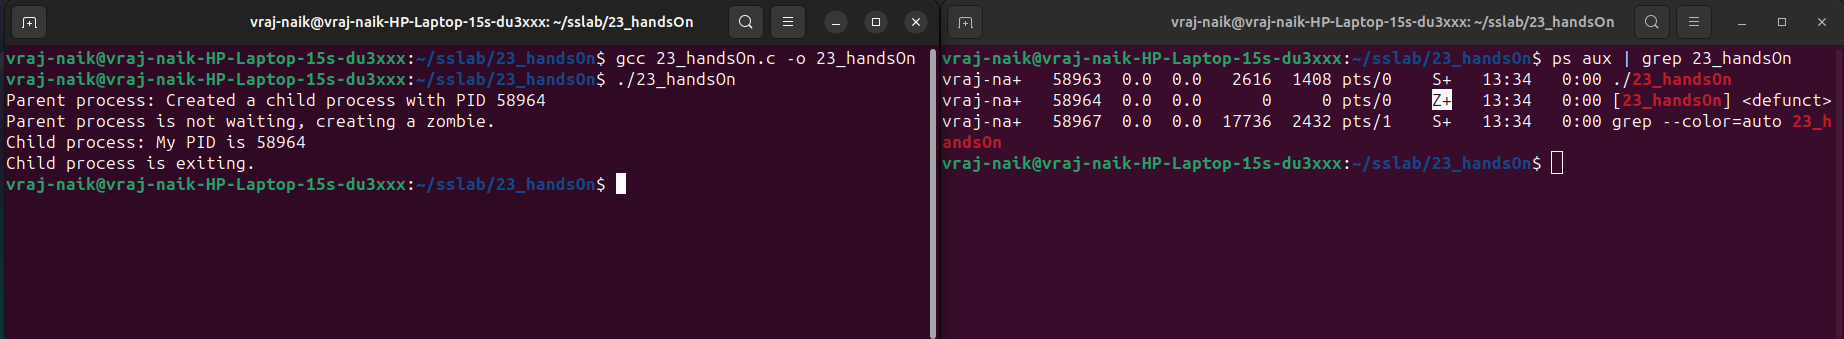 vraj-naik@vraj-naik-HP-Laptop-15s-du3xxx: ~/sslab/23_handsOn
vraj-naik@vraj-naik-HP-Laptop-15s-du3xxx:~/sslab/23_handsOn$ gcc 23_handsOn.c -o 23_handsOn
vraj-naik@vraj-naik-HP-Laptop-15s-du3xxx:~/sslab/23_handsOn$ ./23_handsOn
Parent process: Created a child process with PID 58964
Parent process is not waiting, creating a zombie.
Child process: My PID is 58964
Child process is exiting.
vraj-naik@vraj-naik-HP-Laptop-15s-du3xxx:~/sslab/23_handsOn$
vraj-naik@vraj-naik-HP-Laptop-15s-du3xxx: ~/sslab/23_handsOn
vraj-naik@vraj-naik-HP-Laptop-15s-du3xxx:~/sslab/23_handsOn$ ps aux | grep 23_handsOn
vraj-na+   58963  0.0  0.0   2616  1408 pts/0    S+   13:34   0:00 ./23_handsOn
vraj-na+   58964  0.0  0.0      0     0 pts/0    Z+   13:34   0:00 [23_handsOn] <defunct>
vraj-na+   58967  0.0  0.0  17736  2432 pts/1    S+   13:34   0:00 grep --color=auto 23_h
andsOn
vraj-naik@vraj-naik-HP-Laptop-15s-du3xxx:~/sslab/23_handsOn$